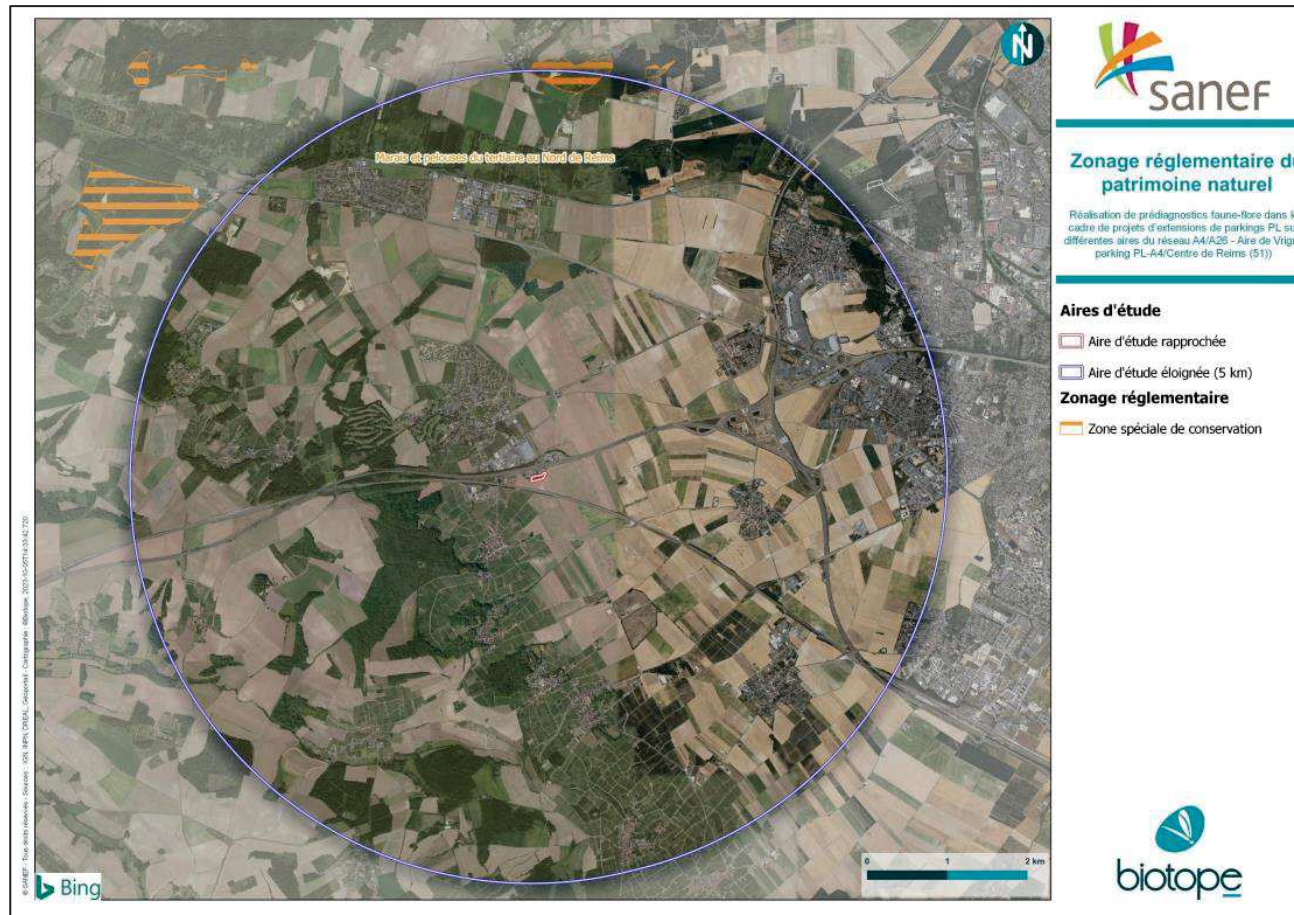 N
sanef
Zonage réglementaire du
patrimoine naturel
Réalisation de prédiagnostics faune-flore dans le
cadre de projets d'extensions de parkings PL sur
différentes aires du réseau A4/A26 - Aire de Vrigny
parking PL-A4/Centre de Reims (51))
Aires d'étude
Aire d'étude rapprochée
Aire d'étude éloignée (5 km)
Zonage réglementaire
Zone spéciale de conservation
Marais et pelouses du tertiaire au Nord de Reims
0 1 2 km
Bing
biotope